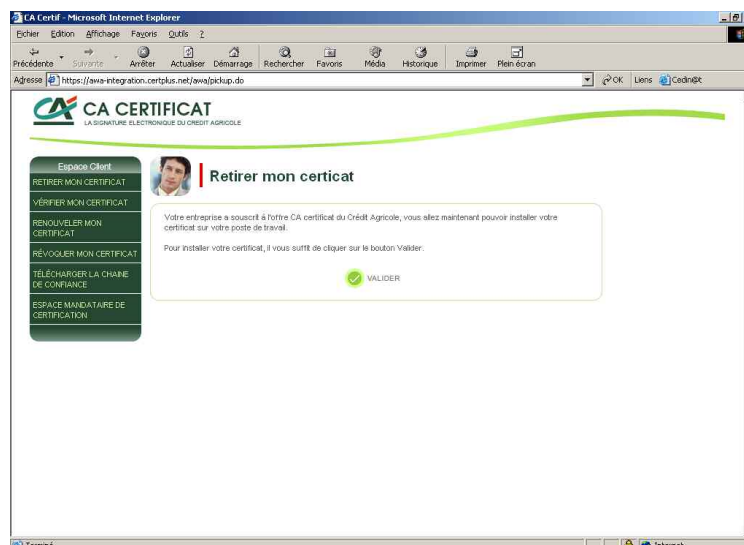 CA Certif - Microsoft Internet Explorer
Fichier Edition Affichage Favoris Outils ?
Précédente Suivante Arrêter Actualiser Démarrage Rechercher Favoris Média Historique Imprimer Plein écran
Adresse https://awa-integration.certplus.net/awa/pickup.do OK Liens Cedin@t
CA CERTIFICAT
LA SIGNATURE ELECTRONIQUE DU CREDIT AGRICOLE
Espace Client
RETIRER MON CERTIFICAT
VÉRIFIER MON CERTIFICAT
RENOUVELER MON
CERTIFICAT
RÉVOQUER MON CERTIFICAT
TÉLÉCHARGER LA CHAINE
DE CONFIANCE
ESPACE MANDATAIRE DE
CERTIFICATION
Retirer mon certicat
Votre entreprise a souscrit à l'offre CA certificat du Crédit Agricole, vous allez maintenant pouvoir installer votre
certificat sur votre poste de travail.
Pour installer votre certificat, il vous suffit de cliquer sur le bouton Valider.
VALIDER
Terminé Internet